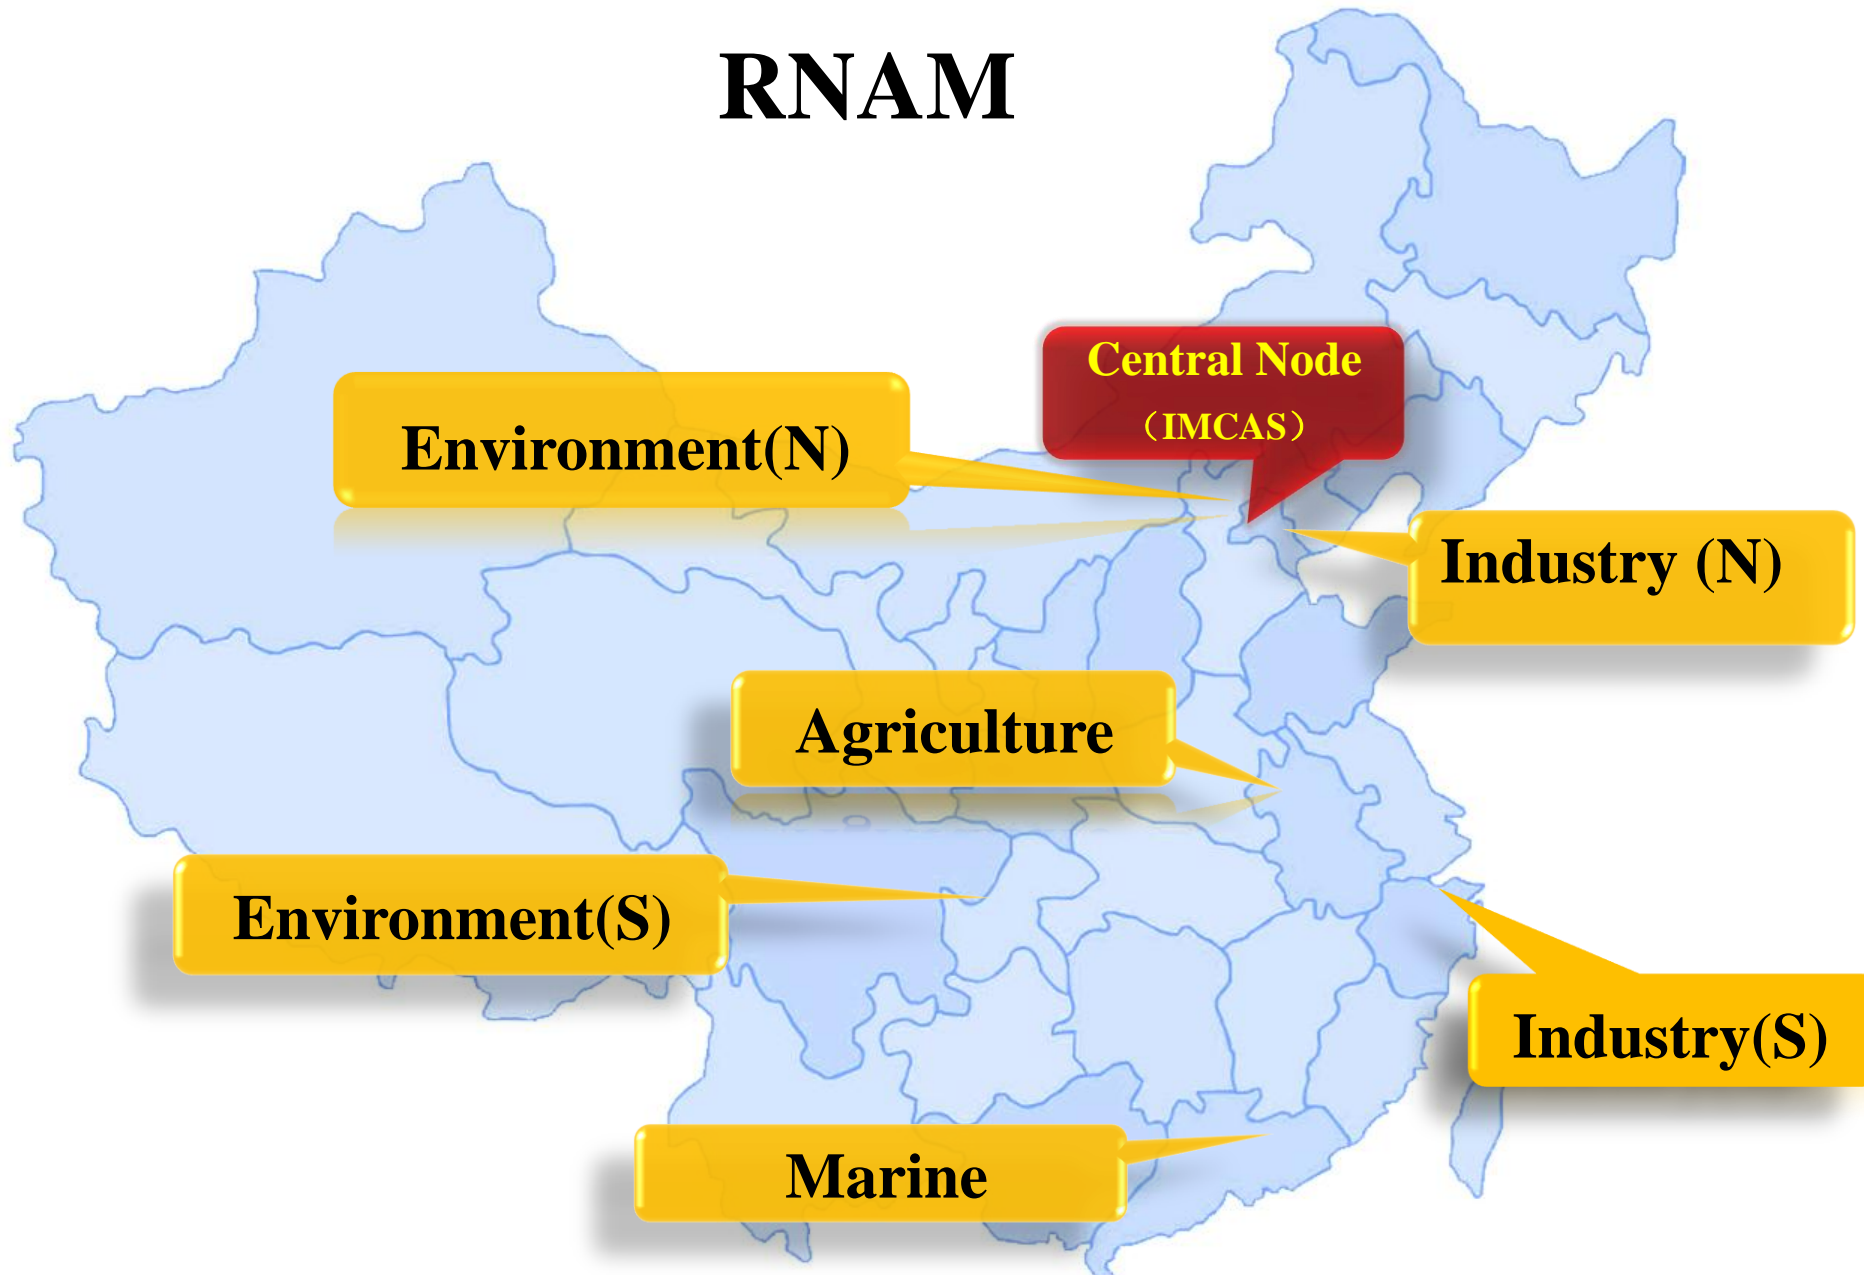 RNAM
Central Node
（IMCAS）
Environment(N)
Industry (N)
Agriculture
Environment(S)
Industry(S)
Marine